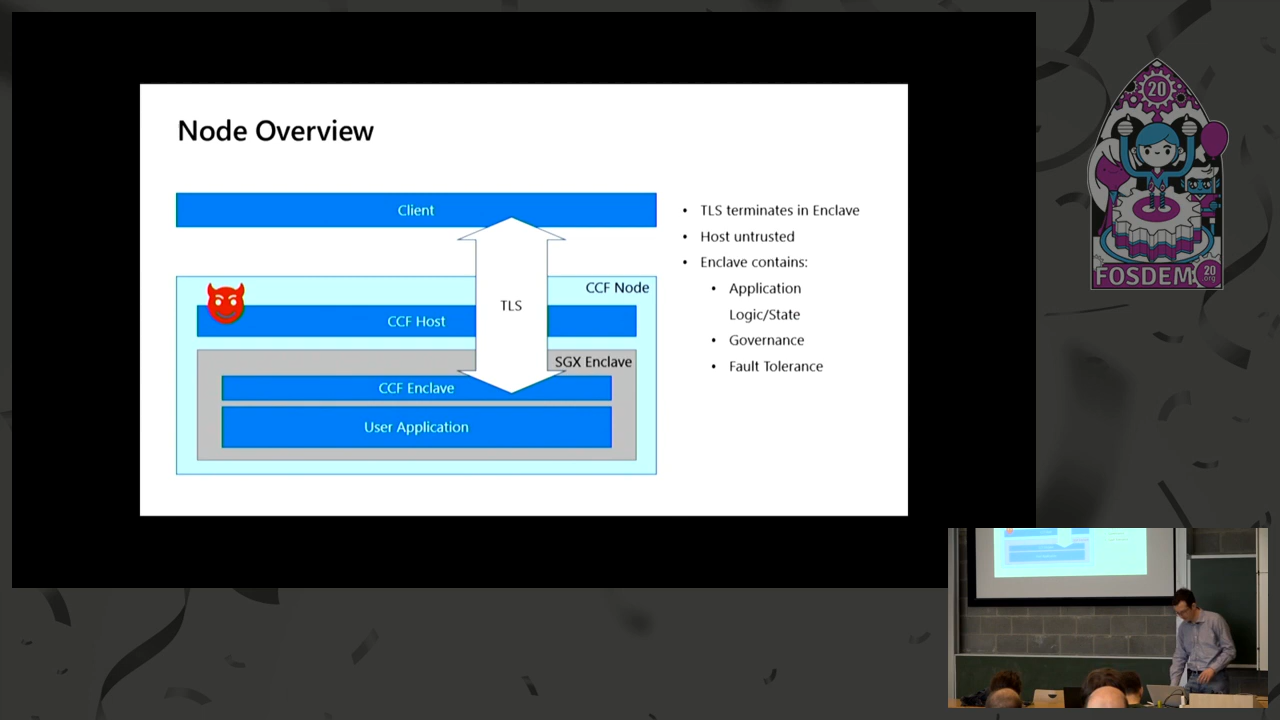 Node Overview
Client
TLS
CCF Node
CCF Host
SGX Enclave
CCF Enclave
User Application
• TLS terminates in Enclave
• Host untrusted
• Enclave contains:
• Application
Logic/State
• Governance
• Fault Tolerance
20
FOSDEM
20
.org